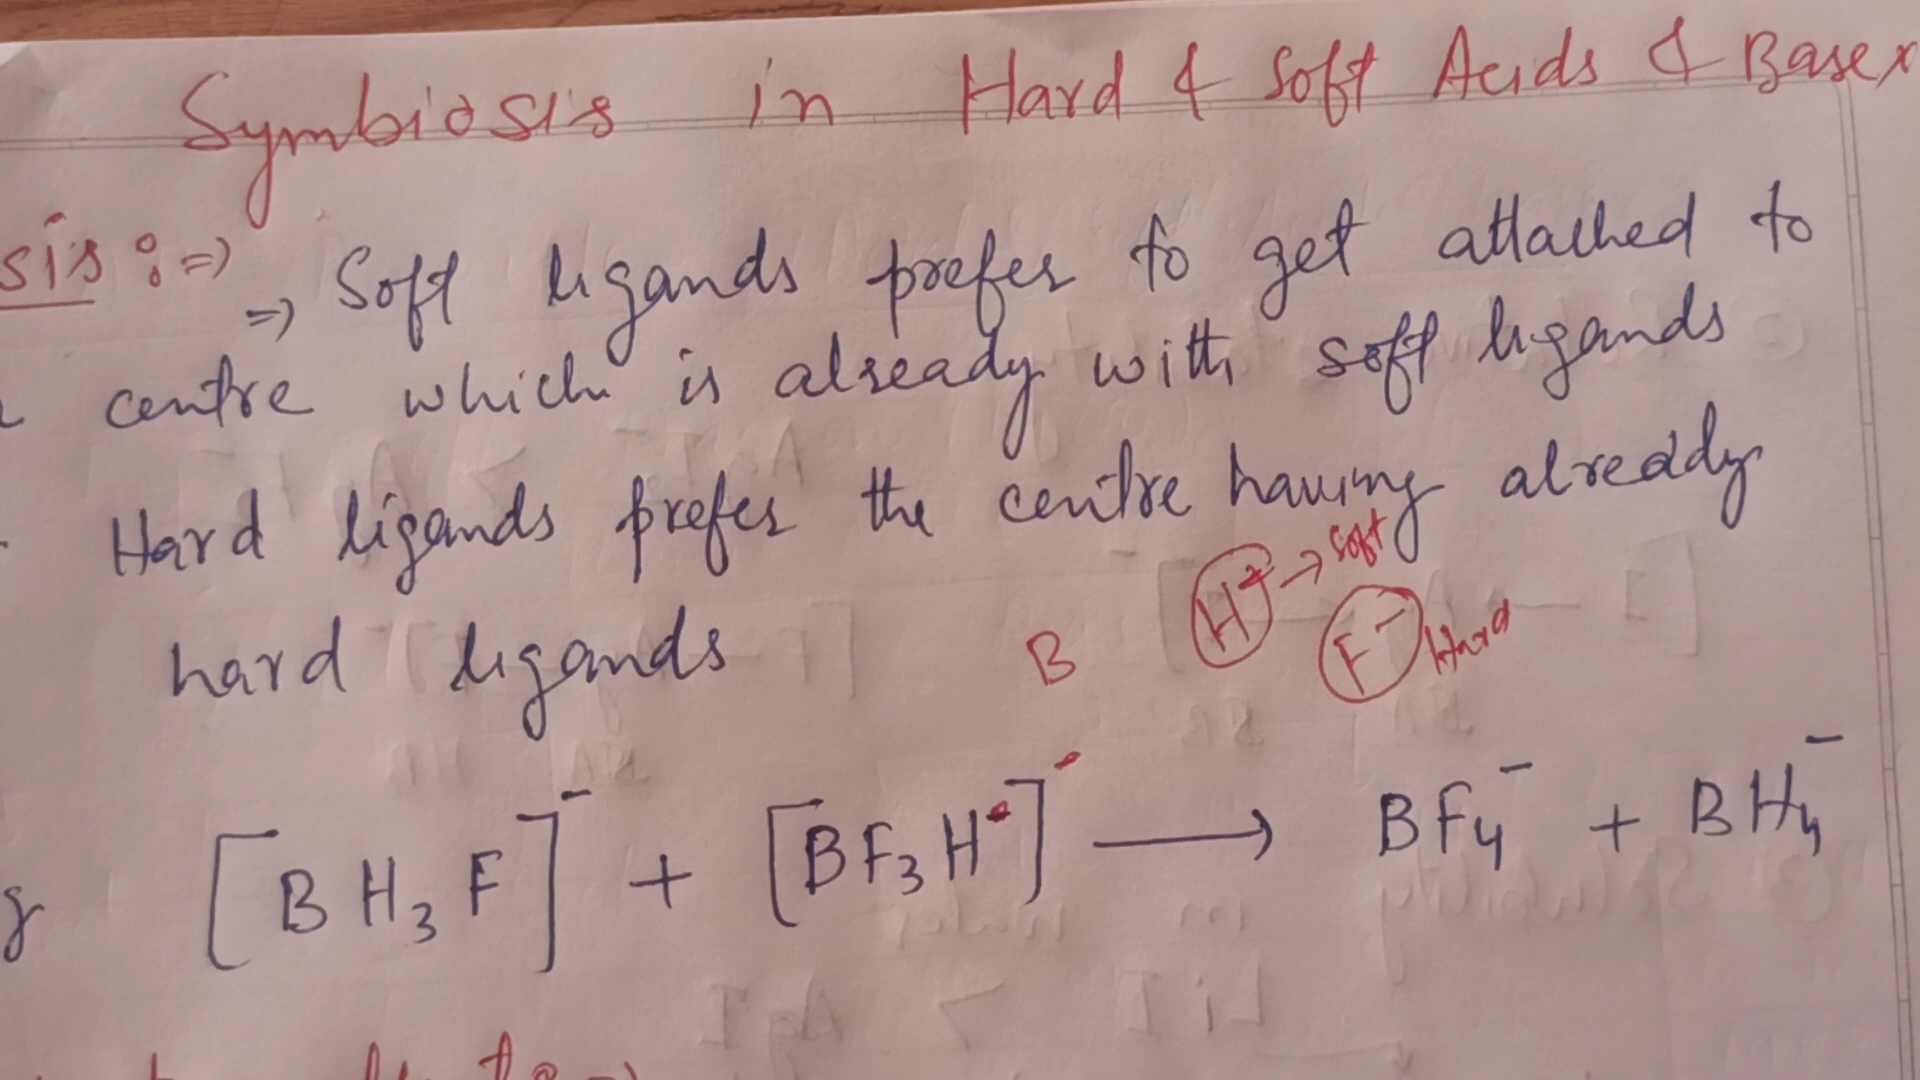 Symbiosis in Hard & Soft Acids & Bases
sis :⇒
⇒ Soft ligands prefer to get attached to
centre which is already with soft ligands
Hard ligands prefer the centre having already
hard ligands
B H⁺ → soft F⁻ Hard
[BH₃F]⁻ + [BF₃H]⁻ ⟶ BF₄⁻ + BH₄⁻